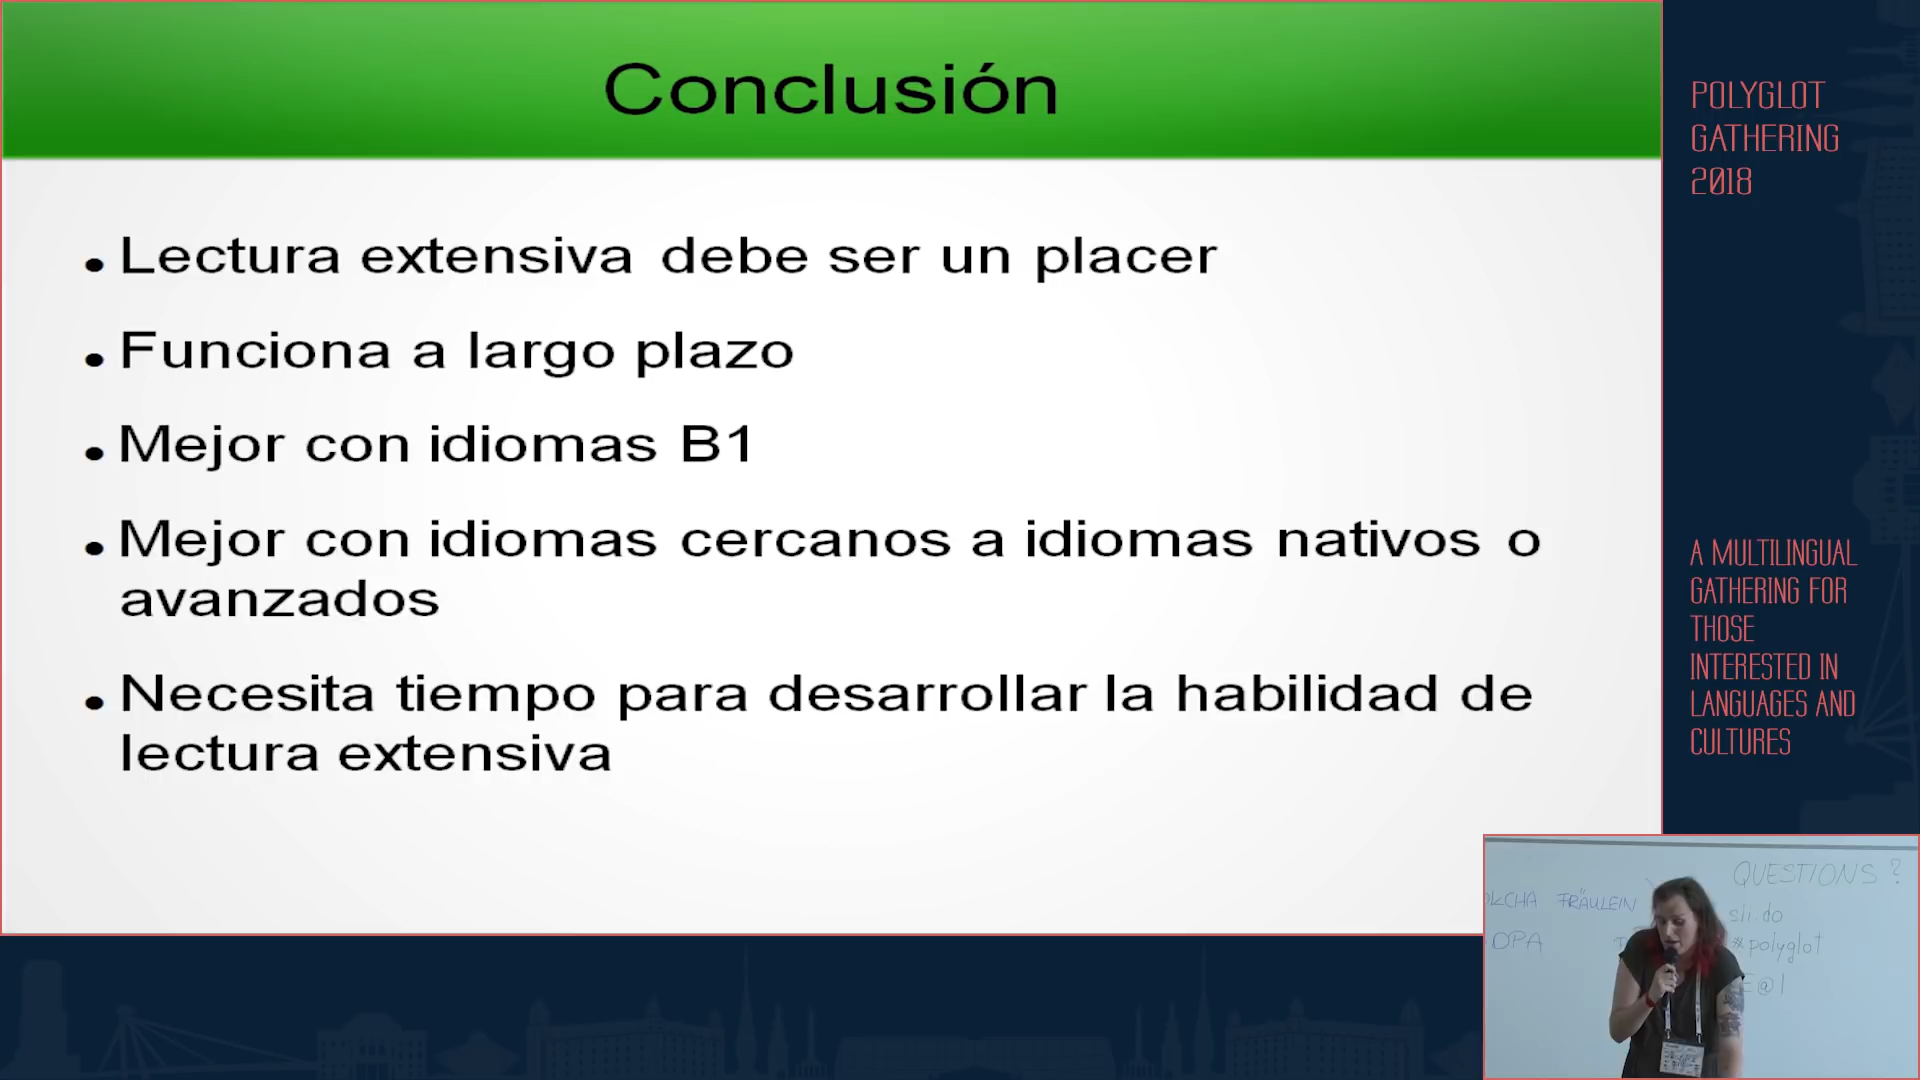 Conclusión
Lectura extensiva debe ser un placer
Funciona a largo plazo
Mejor con idiomas B1
Mejor con idiomas cercanos a idiomas nativos o
avanzados
Necesita tiempo para desarrollar la habilidad de
lectura extensiva
POLYGLOT
GATHERING
2018
A MULTILINGUAL
GATHERING FOR
THOSE
INTERESTED IN
LANGUAGES AND
CULTURES
QUESTIONS ?
FRÄULEIN
sli.do
#polyglot